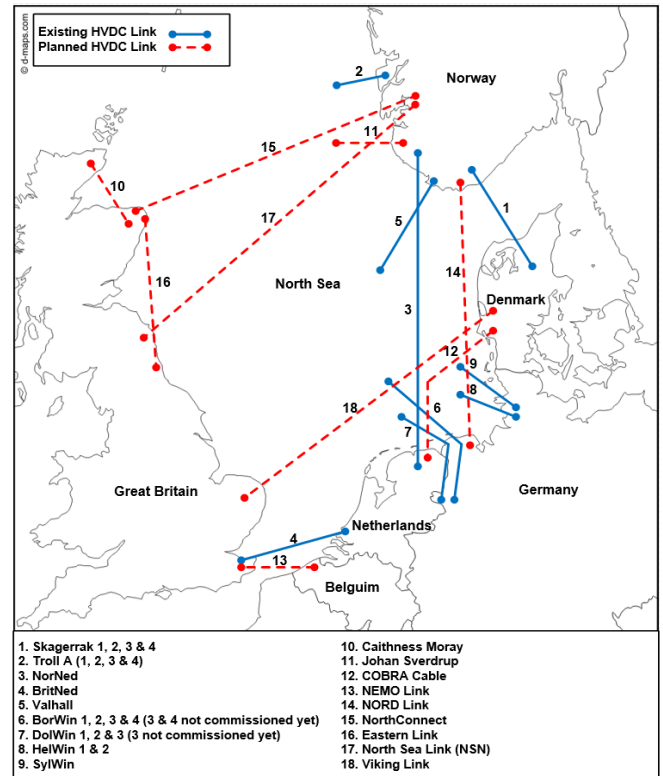 © d-maps.com
Existing HVDC Link
Planned HVDC Link
2
Norway
15
11
10
17
5
1
16
North Sea
14
Denmark
3
12
9
18
6
8
7
Great Britain
Germany
Netherlands
4
13
Belguim
1. Skagerrak 1, 2, 3 & 4
2. Troll A (1, 2, 3 & 4)
3. NorNed
4. BritNed
5. Valhall
6. BorWin 1, 2, 3 & 4 (3 & 4 not commissioned yet)
7. DolWin 1, 2 & 3 (3 not commissioned yet)
8. HelWin 1 & 2
9. SylWin
10. Caithness Moray
11. Johan Sverdrup
12. COBRA Cable
13. NEMO Link
14. NORD Link
15. NorthConnect
16. Eastern Link
17. North Sea Link (NSN)
18. Viking Link